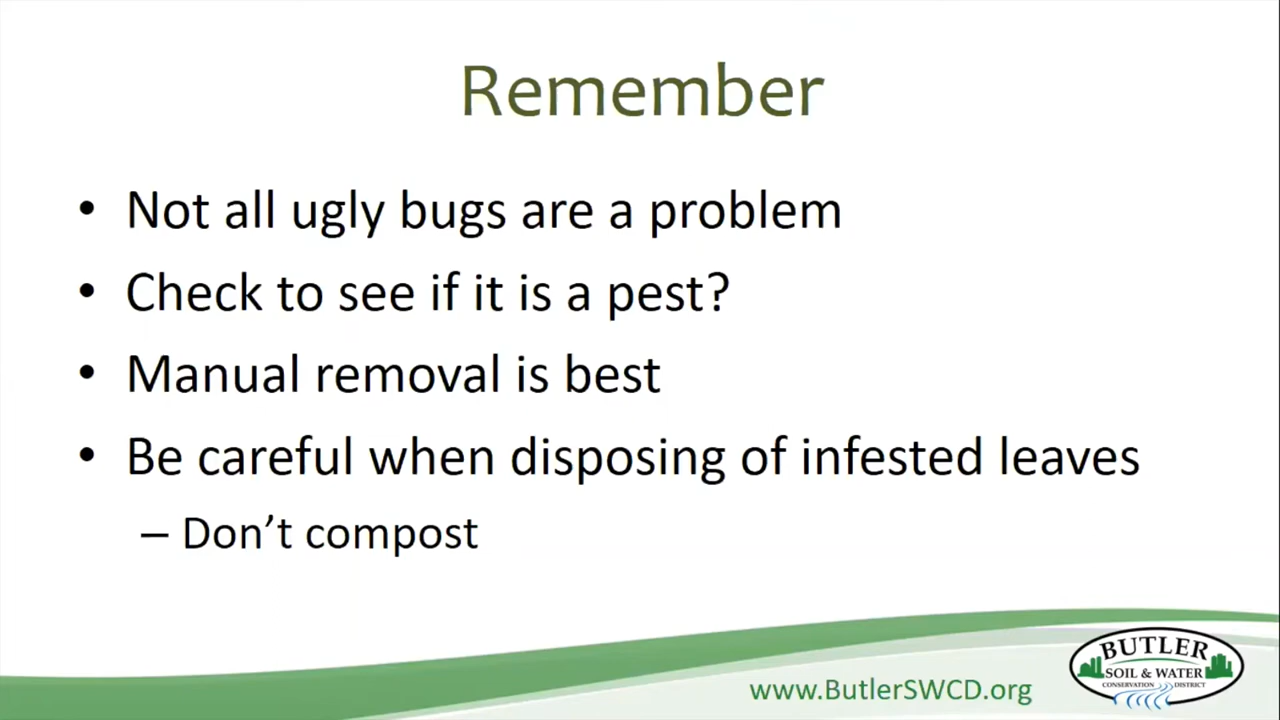 Remember
• Not all ugly bugs are a problem
• Check to see if it is a pest?
• Manual removal is best
• Be careful when disposing of infested leaves
– Don’t compost
www.ButlerSWCD.org
BUTLER
SOIL & WATER
CONSERVATION DISTRICT